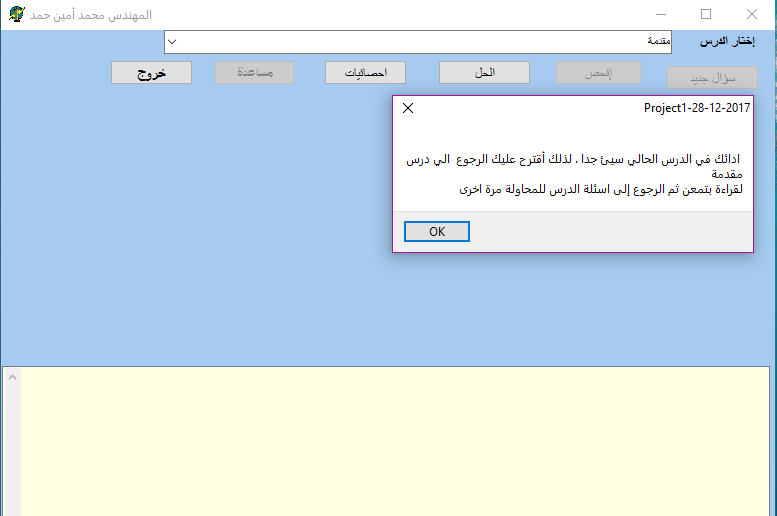 المهندس محمد أمين حمد
إختار الدرس
مقدمة
سؤال جديد
إفحص
الحل
احصائيات
مساعدة
خروج
Project1-28-12-2017
ادائك في الدرس الحالي سيئ جدا . لذلك أقترح عليك الرجوع الي درس
مقدمة
لقراءة بتمعن ثم الرجوع إلى اسئلة الدرس للمحاولة مرة اخرى
OK